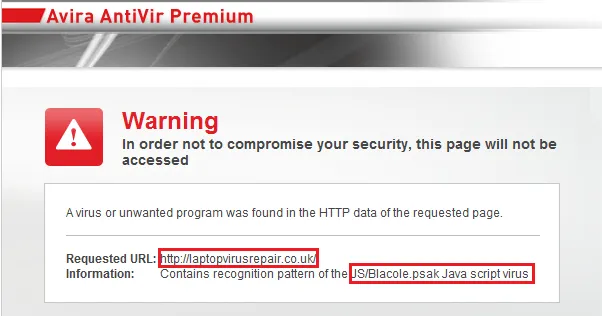 Avira AntiVir Premium
Warning
In order not to compromise your security, this page will not be
accessed
A virus or unwanted program was found in the HTTP data of the requested page.
Requested URL: http://laptopvirusrepair.co.uk/
Information: Contains recognition pattern of the JS/Blacole.psak Java script virus